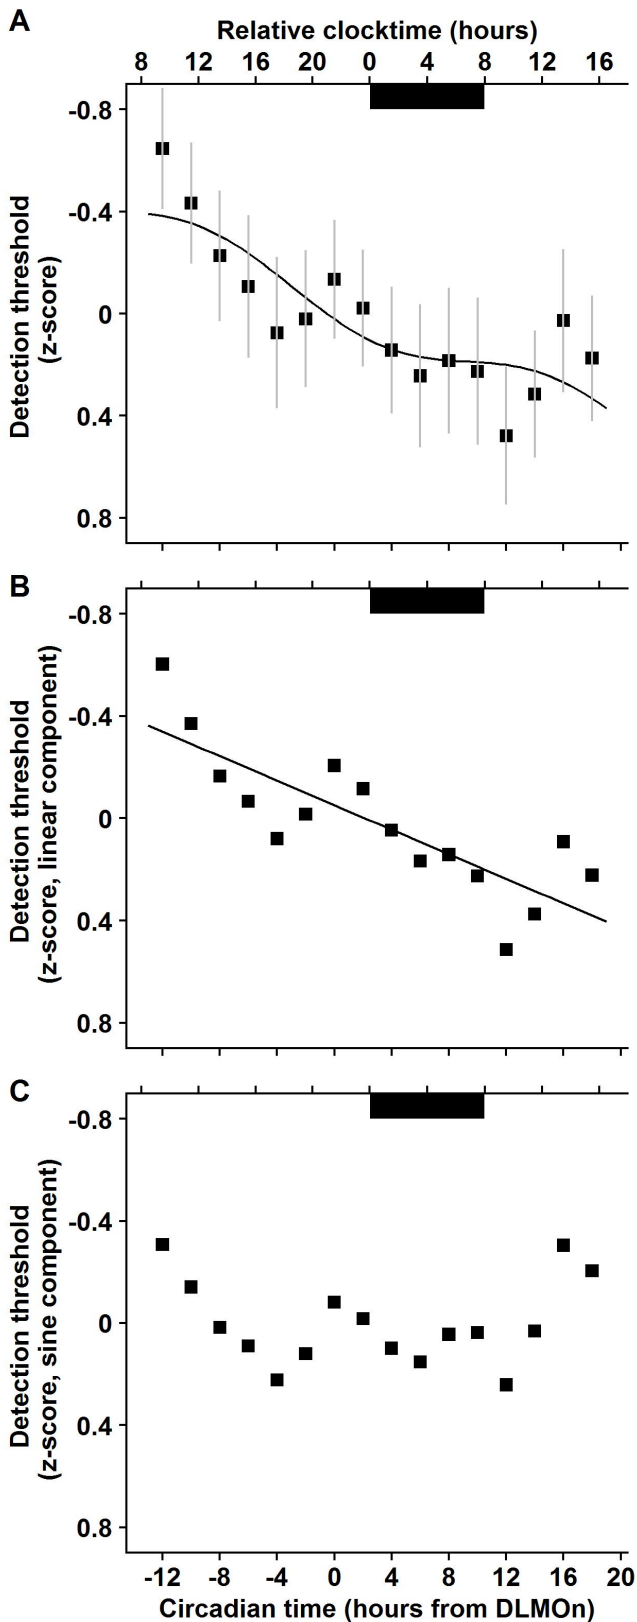 A
Relative clocktime (hours)
8 12 16 20 0 4 8 12 16
Detection threshold
(z-score)
-0.8
-0.4
0
0.4
0.8
B
Detection threshold
(z-score, linear component)
-0.8
-0.4
0
0.4
0.8
C
Detection threshold
(z-score, sine component)
-0.8
-0.4
0
0.4
0.8
-12 -8 -4 0 4 8 12 16 20
Circadian time (hours from DLMOn)